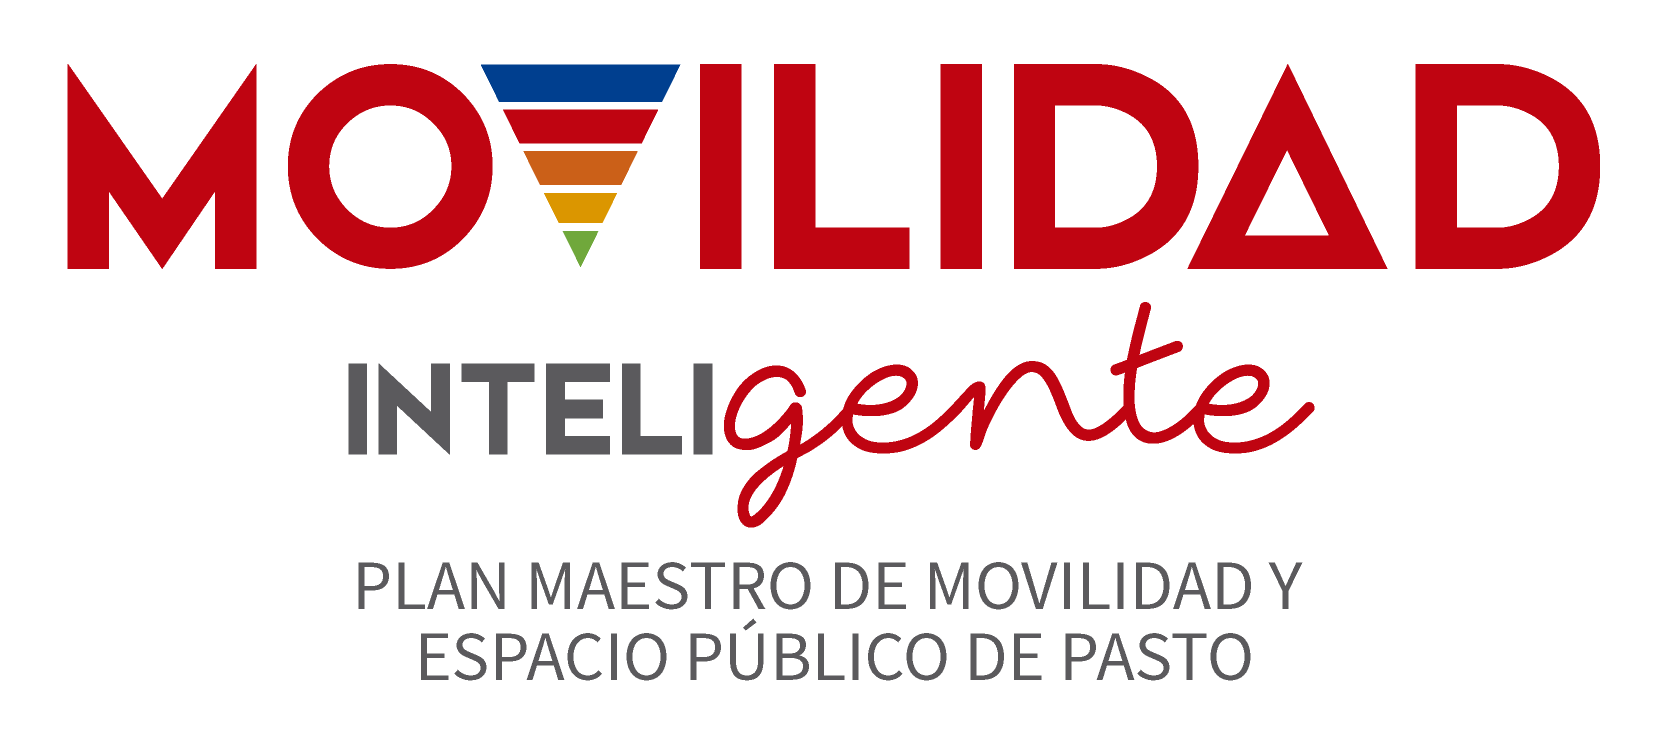 MOVILIDAD
INTELIgente
PLAN MAESTRO DE MOVILIDAD Y
ESPACIO PÚBLICO DE PASTO